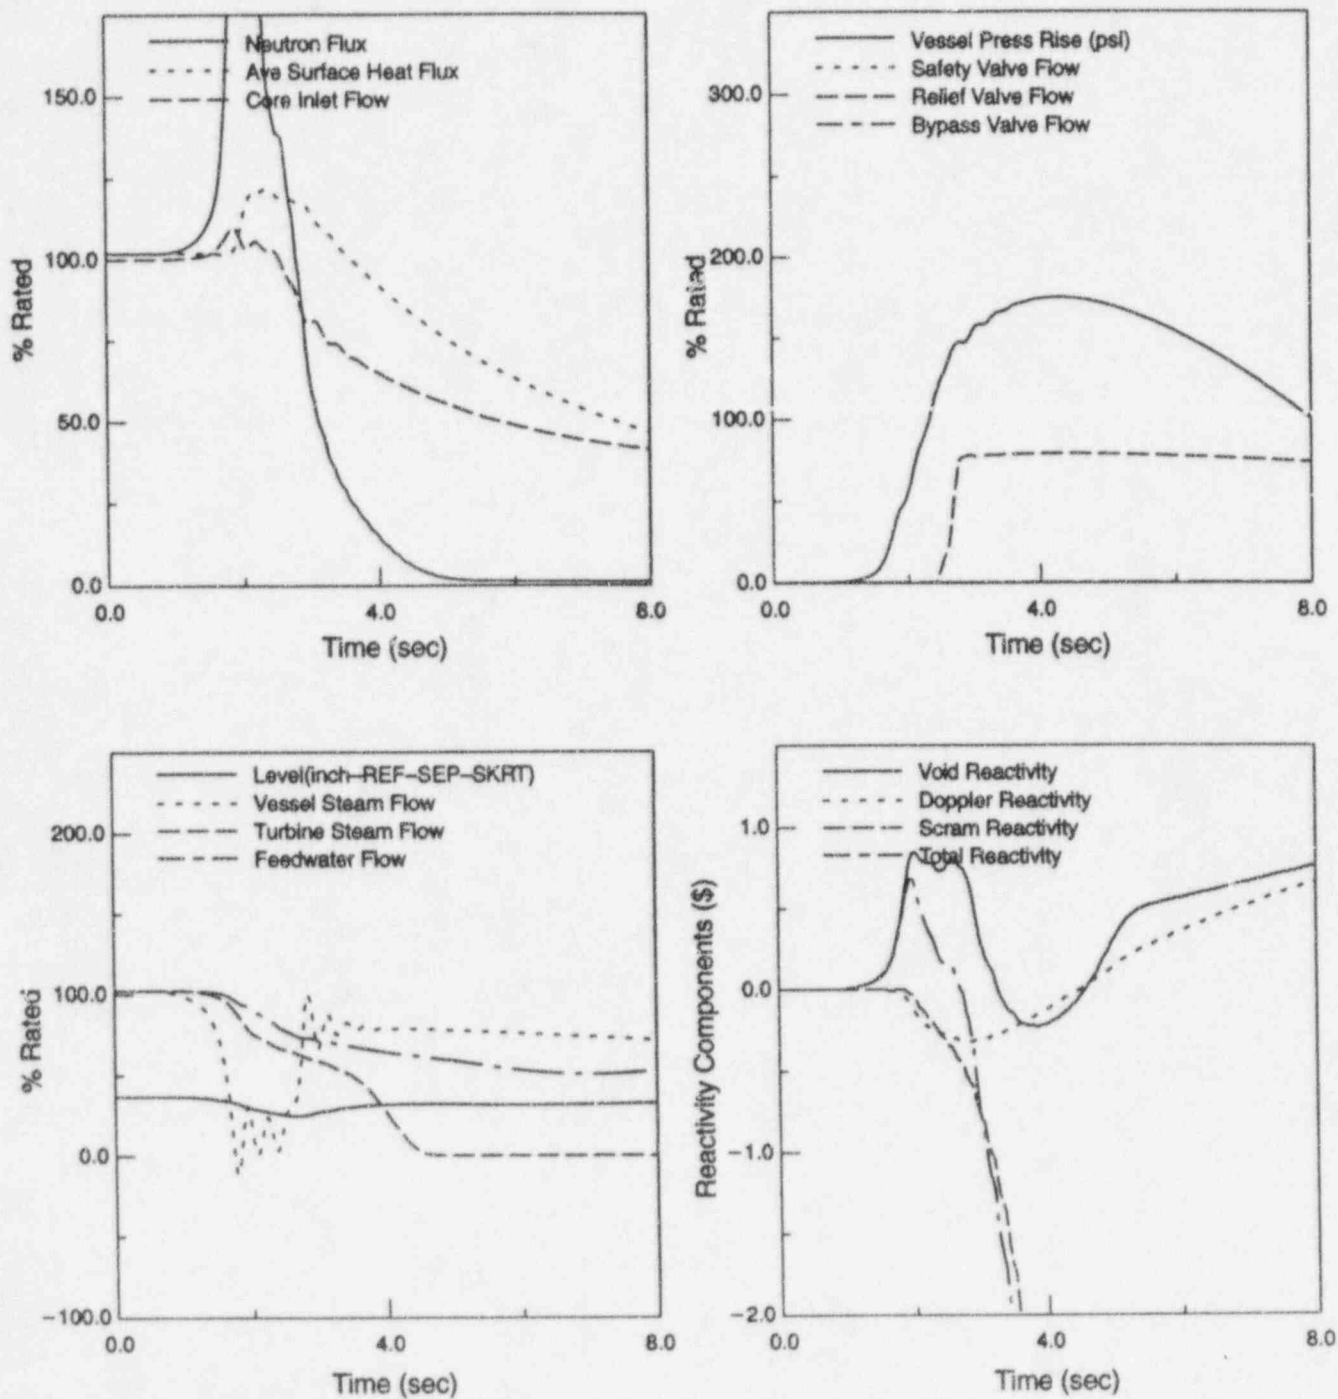 Neutron Flux
Ave Surface Heat Flux
Core Inlet Flow
150.0
100.0
50.0
0.0
% Rated
0.0 4.0 8.0
Time (sec)
Vessel Press Rise (psi)
Safety Valve Flow
Relief Valve Flow
Bypass Valve Flow
300.0
200.0
100.0
0.0
% Rated
0.0 4.0 8.0
Time (sec)
Level(inch-REF-SEP-SKRT)
Vessel Steam Flow
Turbine Steam Flow
Feedwater Flow
200.0
100.0
0.0
-100.0
% Rated
0.0 4.0 8.0
Time (sec)
Void Reactivity
Doppler Reactivity
Scram Reactivity
Total Reactivity
1.0
0.0
-1.0
-2.0
Reactivity Components ($)
0.0 4.0 8.0
Time (sec)